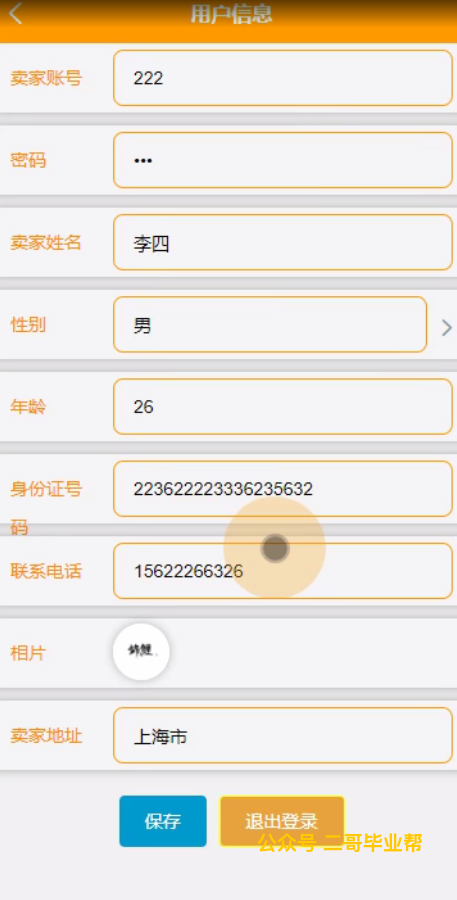 用户信息
卖家账号 222
密码 •••
卖家姓名 李四
性别 男
年龄 26
身份证号码 223622223336235632
联系电话 15622266326
相片
卖家地址 上海市
保存 退出登录
公众号 二哥毕业帮